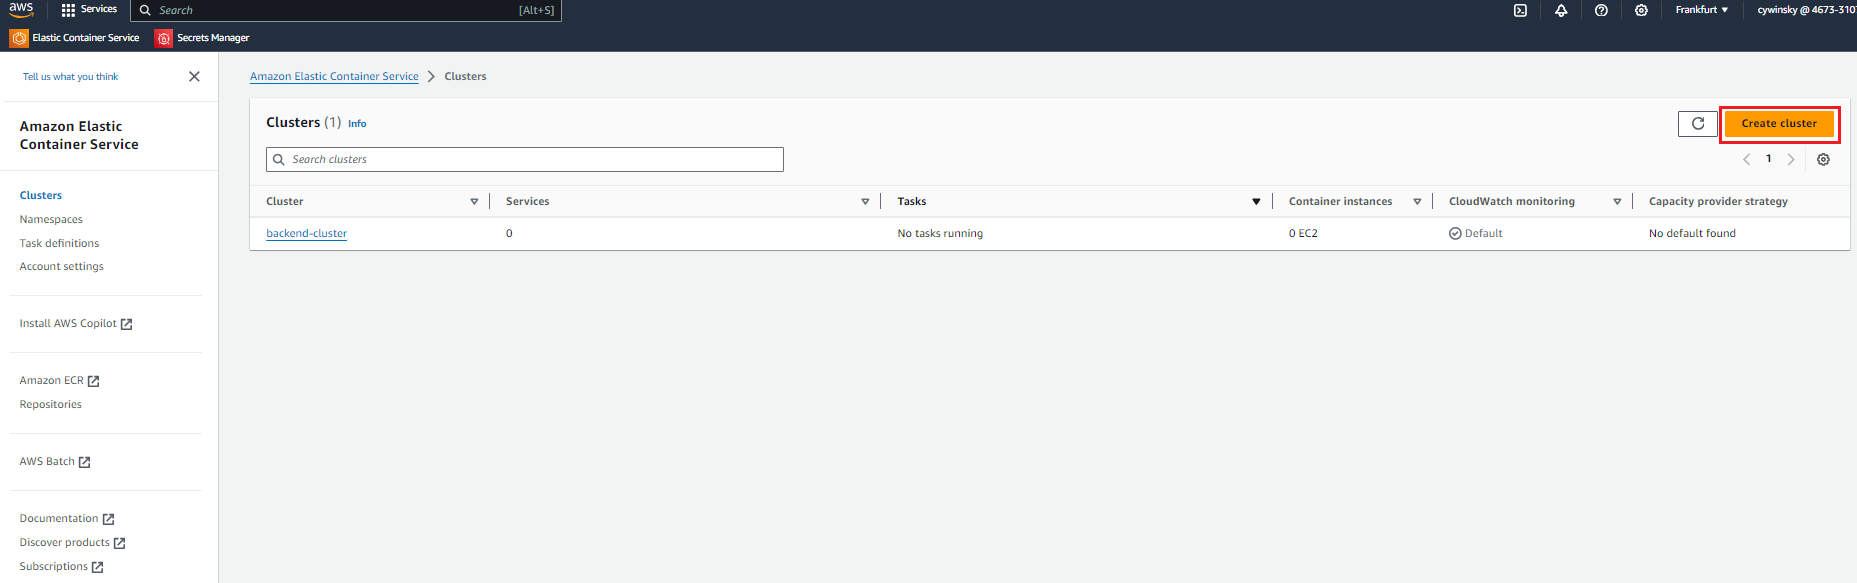 aws Services Search [Alt+S] Frankfurt cywinsky @ 4673-310
Elastic Container Service Secrets Manager
Tell us what you think
Amazon Elastic Container Service
Clusters
Namespaces
Task definitions
Account settings
Install AWS Copilot
Amazon ECR
Repositories
AWS Batch
Documentation
Discover products
Subscriptions
Amazon Elastic Container Service > Clusters
Clusters (1) Info Create cluster
Search clusters 1
Cluster Services Tasks Container instances CloudWatch monitoring Capacity provider strategy
backend-cluster 0 No tasks running 0 EC2 Default No default found